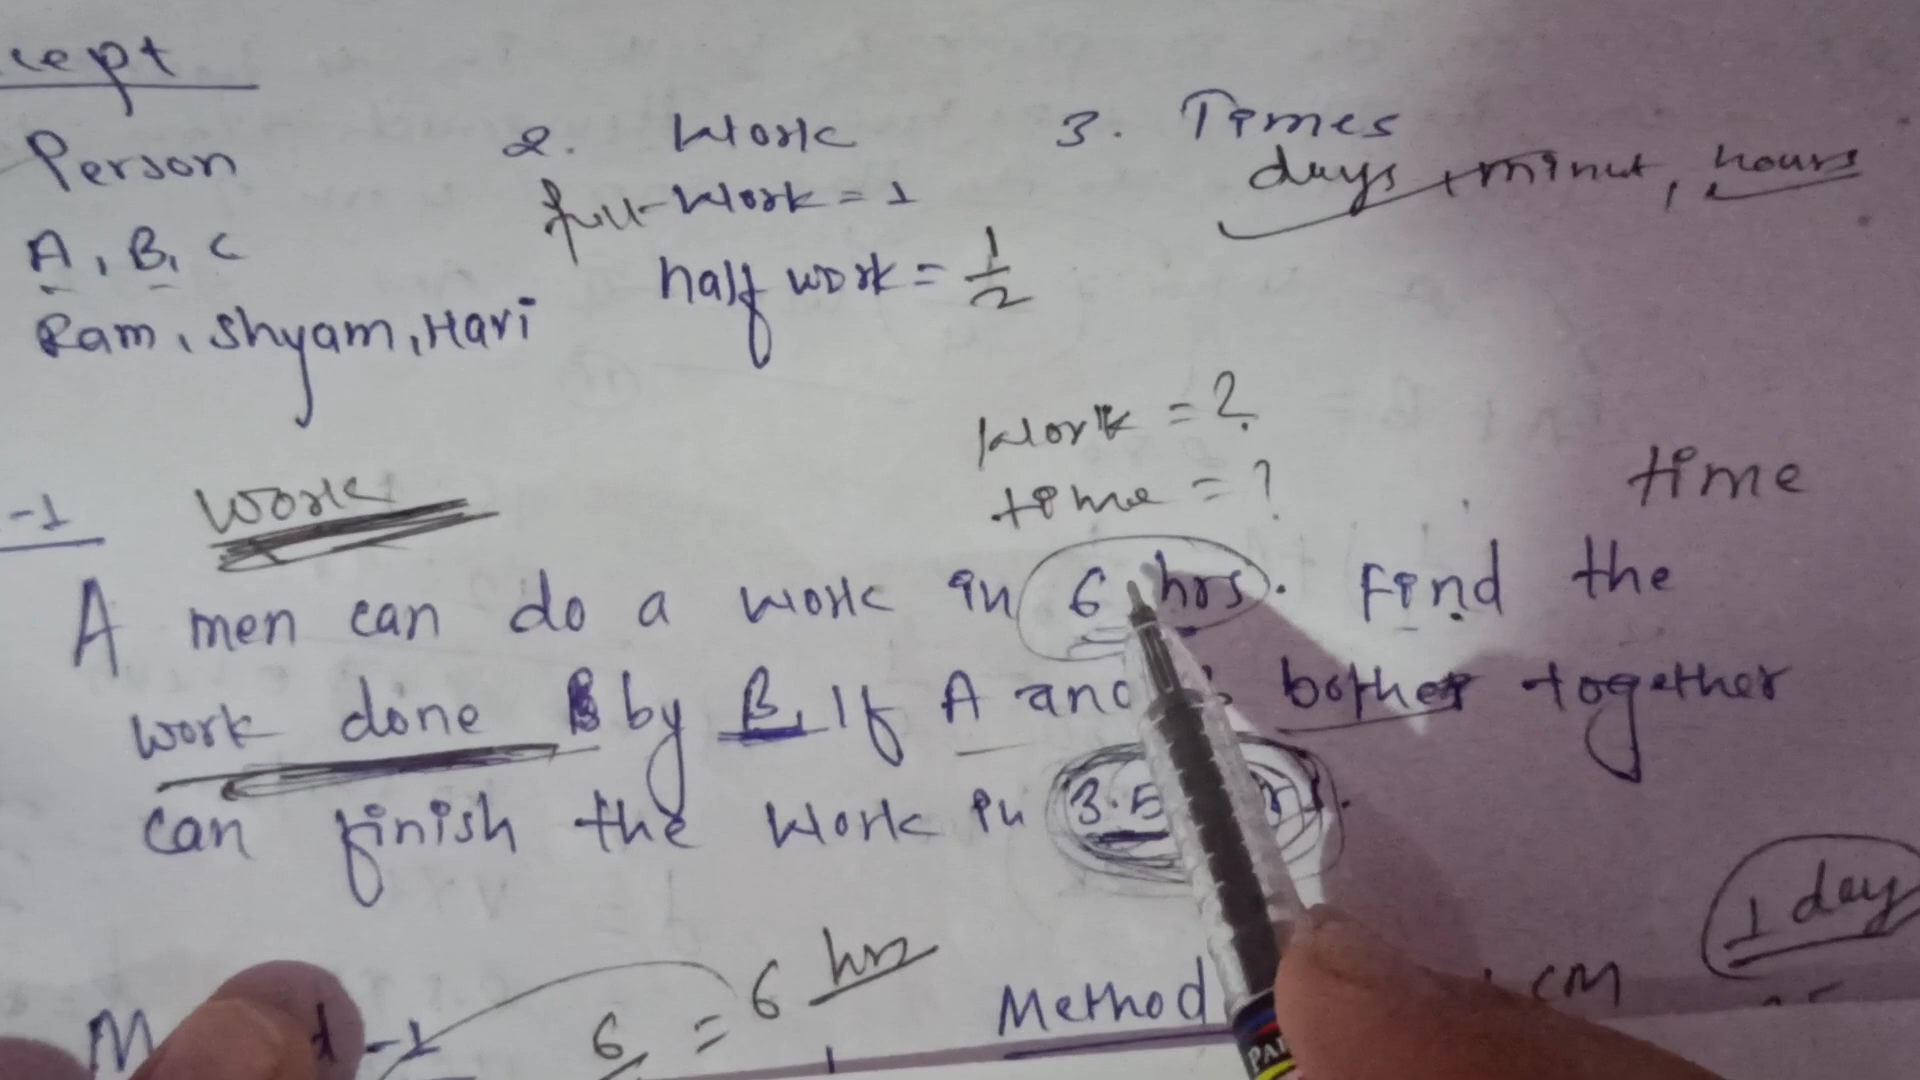 cept
Person
A, B, C
Ram, Shyam, Hari
2. Work
full work = 1
half work = 1/2
3. Times
days, minut, hours
-1
Work
Work = ?
time = ?
time
A men can do a work in 6 hrs. Find the
work done by B, If A and bother together
can finish the work in 3.5
1 day
-1
6 = 6 hrs
Method
CM
PA